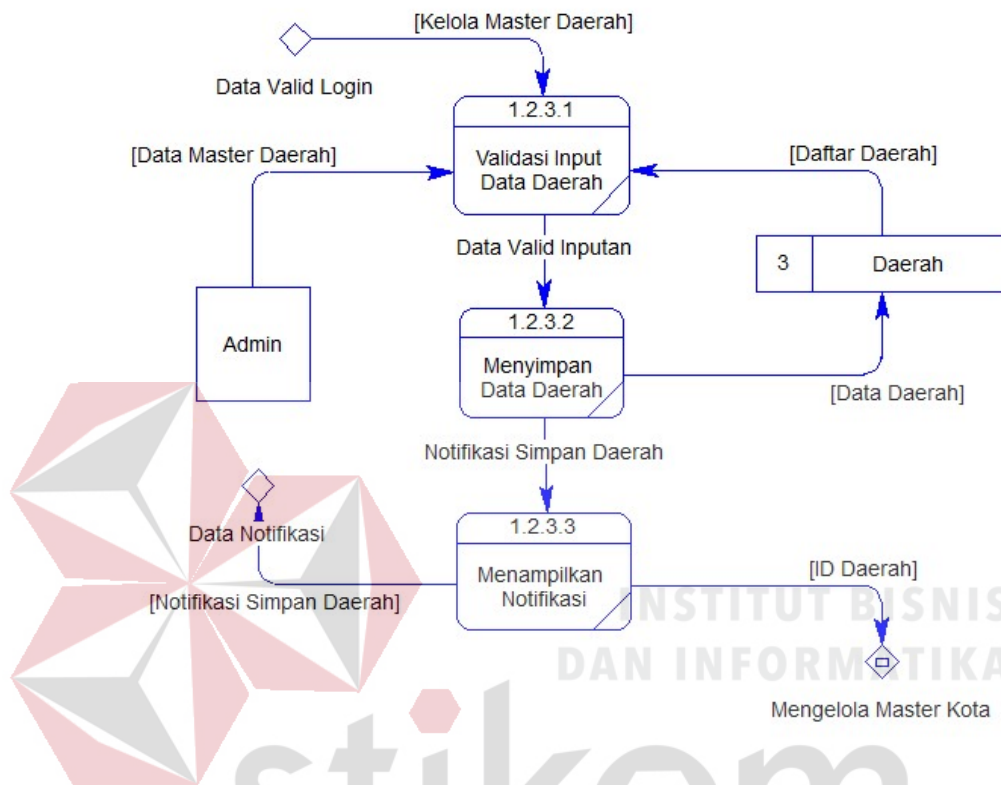 [Kelola Master Daerah]
Data Valid Login
1.2.3.1
Validasi Input
Data Daerah
[Data Master Daerah]
[Daftar Daerah]
Data Valid Inputan
3
Daerah
1.2.3.2
Menyimpan
Data Daerah
Admin
[Data Daerah]
Notifikasi Simpan Daerah
1.2.3.3
Menampilkan
Notifikasi
Data Notifikasi
[Notifikasi Simpan Daerah]
[ID Daerah]
INSTITUT BISNIS
DAN INFORMATIKA
Mengelola Master Kota
stikom